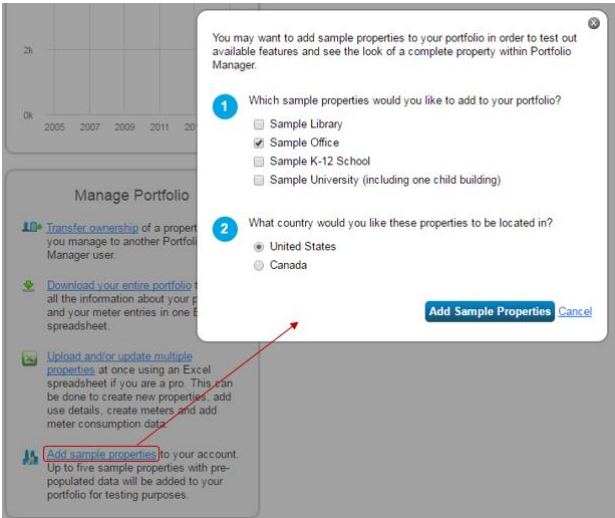 You may want to add sample properties to your portfolio in order to test out
available features and see the look of a complete property within Portfolio
Manager.
1
Which sample properties would you like to add to your portfolio?
Sample Library
Sample Office
Sample K-12 School
Sample University (including one child building)
2
What country would you like these properties to be located in?
United States
Canada
Add Sample Properties Cancel
2k
0k
2005 2007 2009 2011 20
Manage Portfolio
Transfer ownership of a propert
you manage to another Portfoli
Manager user.
Download your entire portfolio
all the information about your p
and your meter entries in one
spreadsheet.
Upload and/or update multiple
properties at once using an Excel
spreadsheet if you are a pro. This can
be done to create new properties, add
use details, create meters and add
meter consumption data.
Add sample properties to your account.
Up to five sample properties with pre-
populated data will be added to your
portfolio for testing purposes.